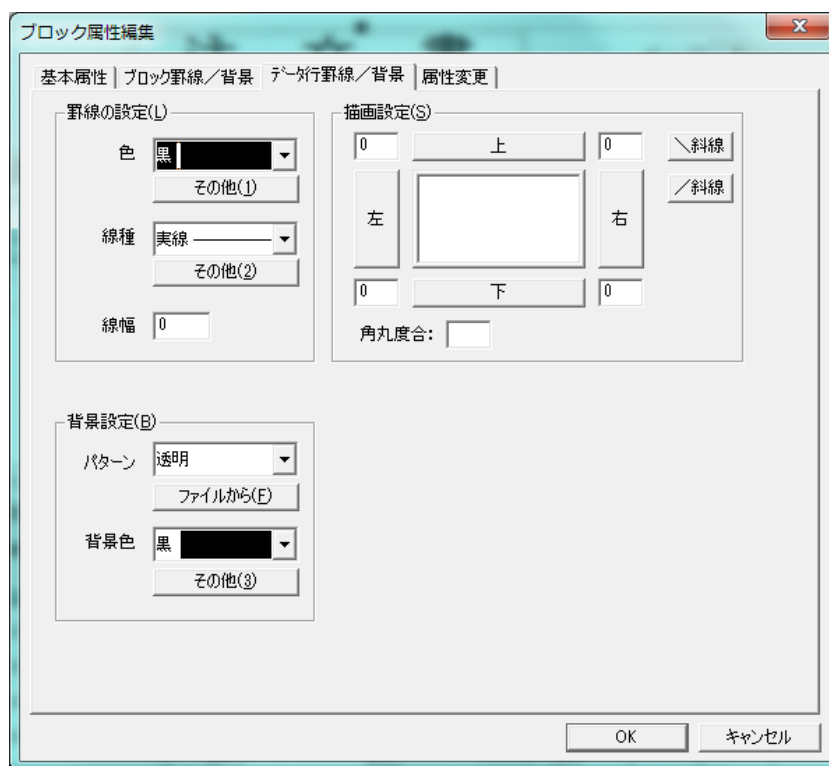 ブロック属性編集
基本属性 ブロック罫線／背景 データ行罫線／背景 属性変更
罫線の設定(L)
色 黒
その他(1)
線種 実線
その他(2)
線幅 0
描画設定(S)
0 上 0 ＼斜線
／斜線
左 右
0 下 0
角丸度合：
背景設定(B)
パターン 透明
ファイルから(F)
背景色 黒
その他(3)
OK キャンセル